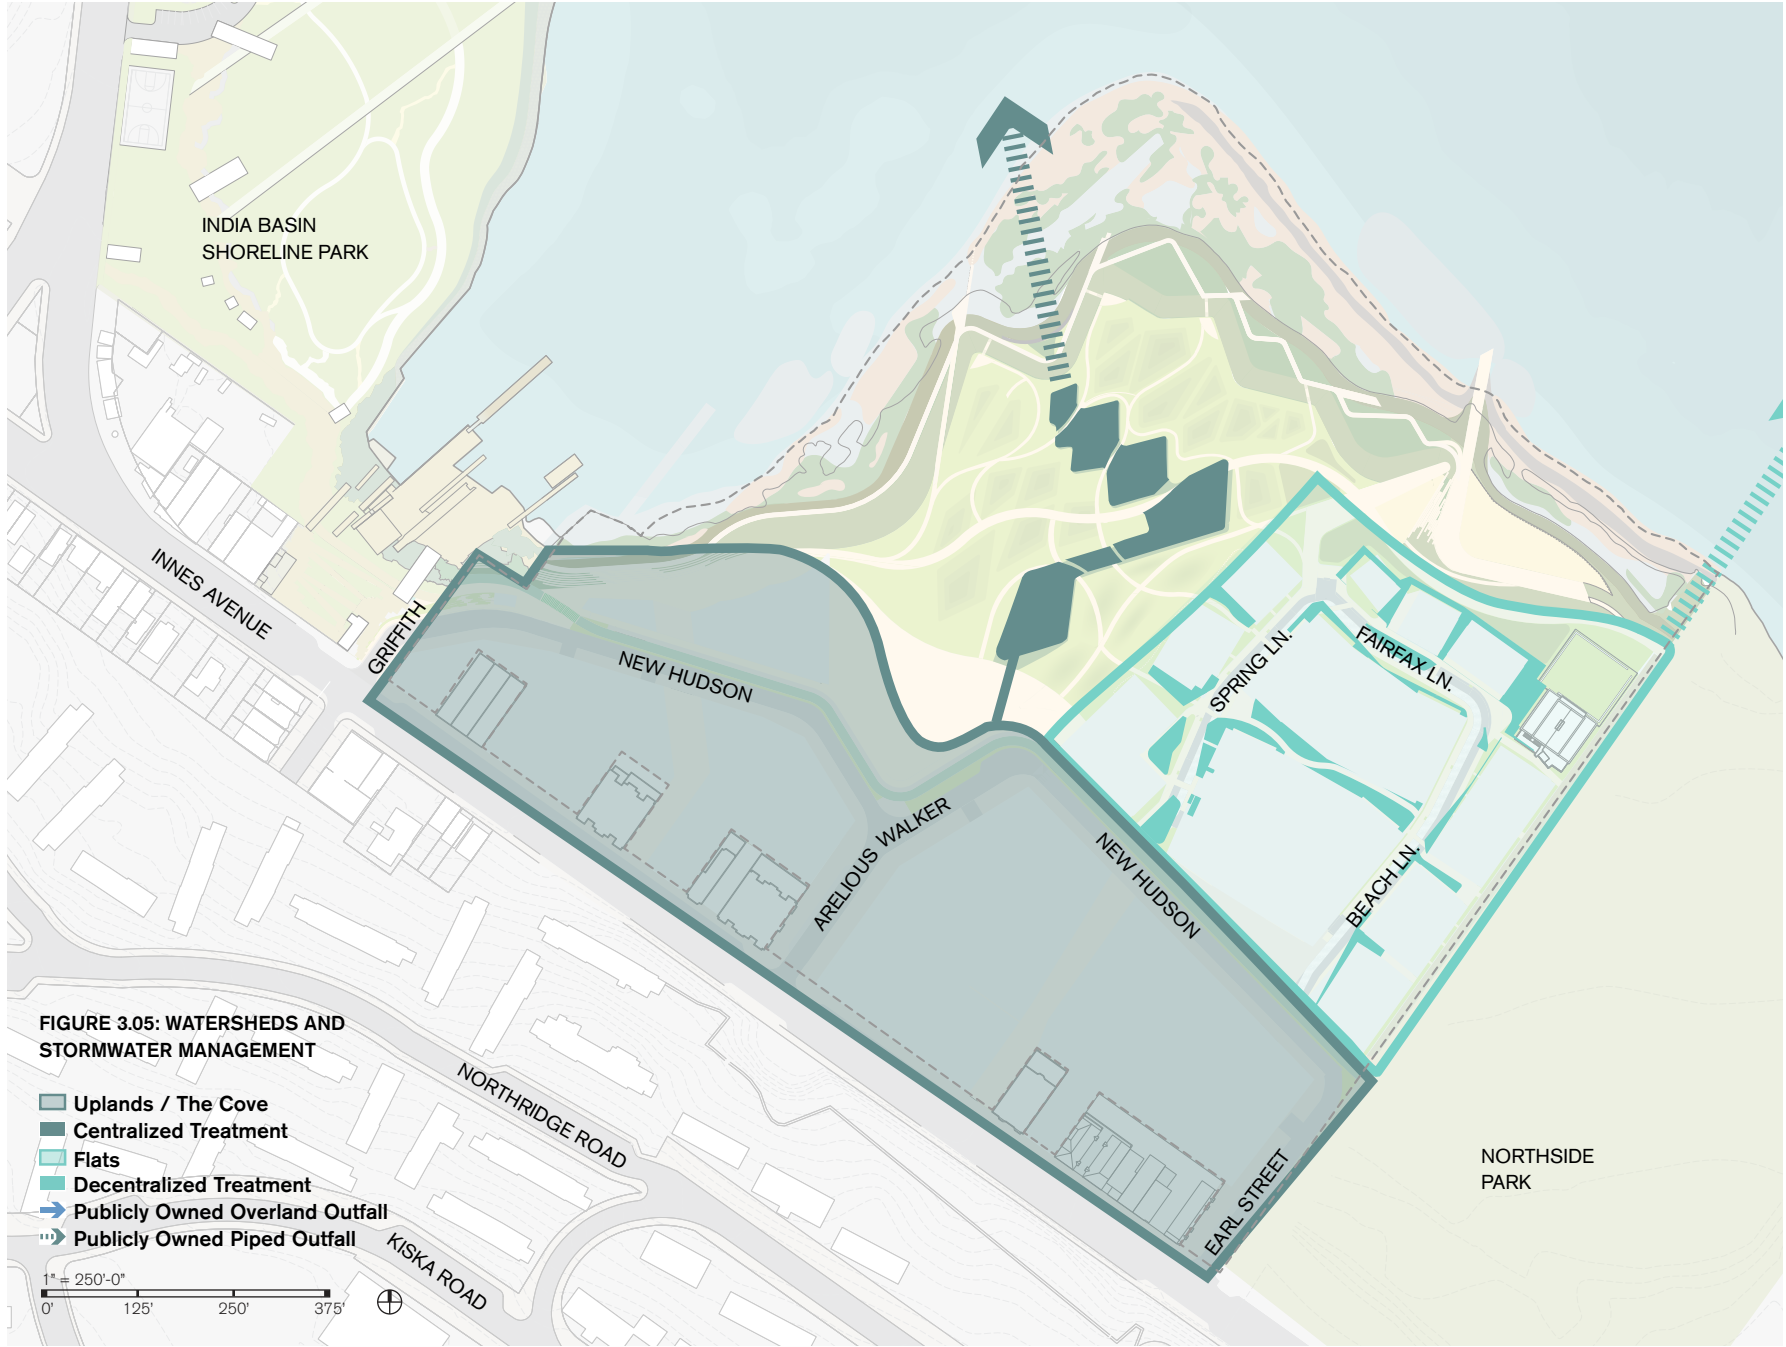 INDIA BASIN
SHORELINE PARK
INNES AVENUE
GRIFFITH
NEW HUDSON
ARELIOUS WALKER
NEW HUDSON
SPRING LN.
FAIRFAX LN.
BEACH LN.
EARL STREET
NORTHSIDE
PARK
NORTHRIDGE ROAD
KISKA ROAD
FIGURE 3.05: WATERSHEDS AND
STORMWATER MANAGEMENT
Uplands / The Cove
Centralized Treatment
Flats
Decentralized Treatment
Publicly Owned Overland Outfall
Publicly Owned Piped Outfall
1" = 250'-0"
0' 125' 250' 375'